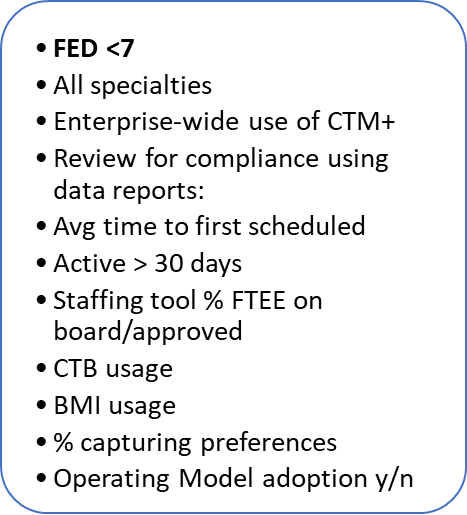 • FED <7
• All specialties
• Enterprise-wide use of CTM+
• Review for compliance using
data reports:
• Avg time to first scheduled
• Active > 30 days
• Staffing tool % FTEE on
board/approved
• CTB usage
• BMI usage
• % capturing preferences
• Operating Model adoption y/n